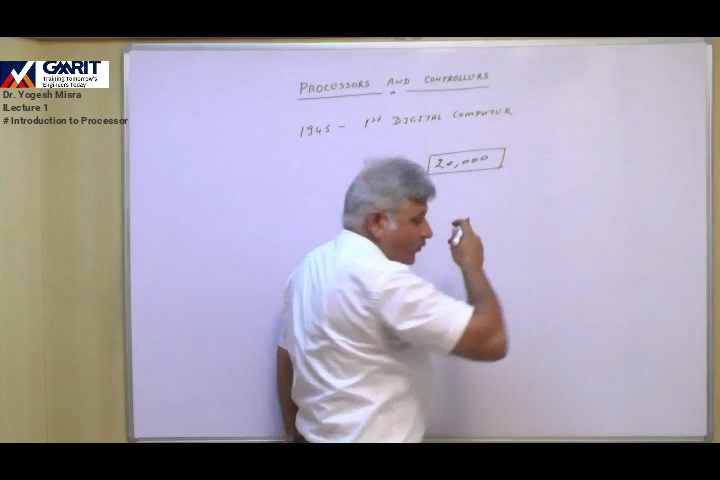 GMRIT
Training Tomorrow's
Engineers Today
Dr. Yogesh Misra
lLecture 1
# Introduction to Processor
PROCESSORS AND CONTROLLERS
1945 - 1st DIGITAL COMPUTER
20,000